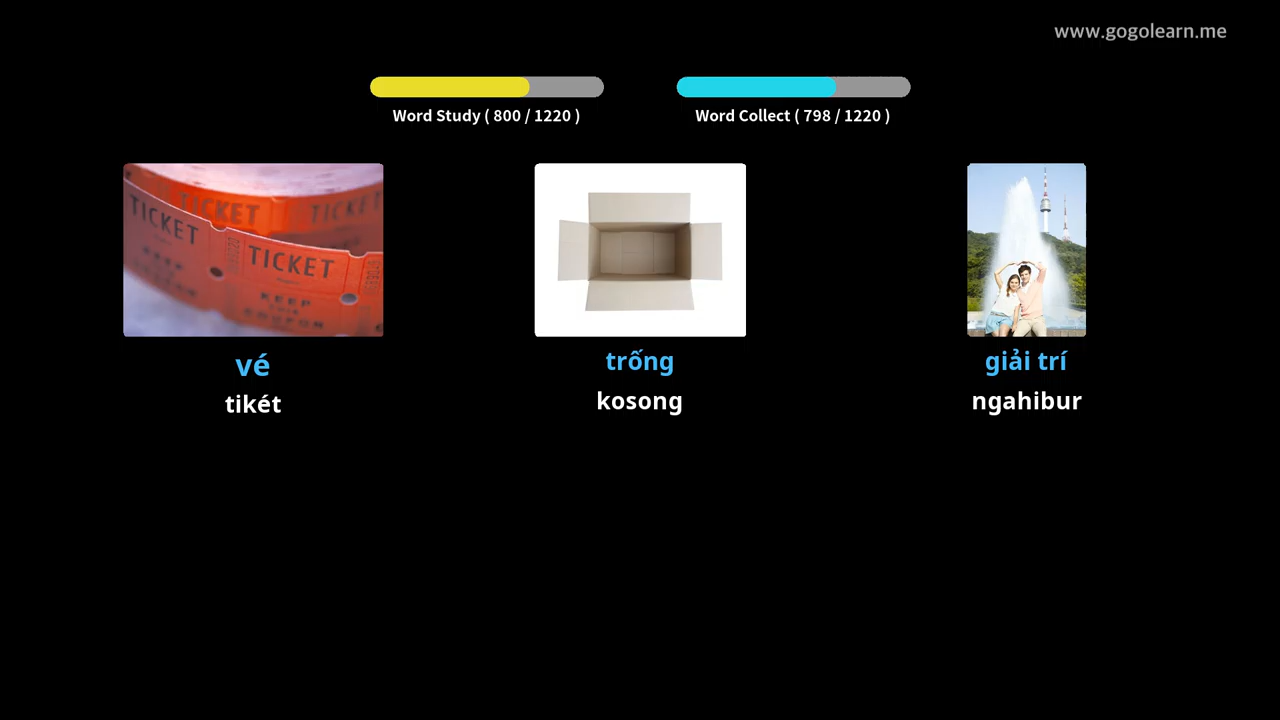 www.gogolearn.me
Word Study ( 800 / 1220 )
Word Collect ( 798 / 1220 )
TICKET
TICKET
TICKET
TICKET
KEEP
COUPON
vé
trống
giải trí
tikét
kosong
ngahibur